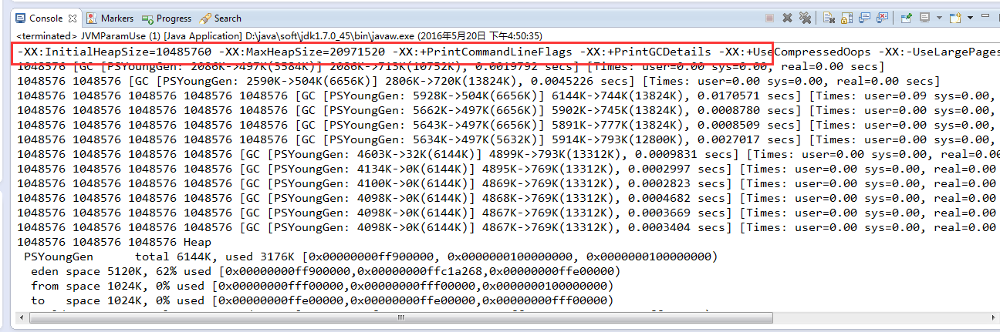 Console Markers Progress Search
<terminated> JVMParamUse (1) [Java Application] D:\java\soft\jdk1.7.0_45\bin\javaw.exe (2016年5月20日 下午4:50:35)
-XX:InitialHeapSize=10485760 -XX:MaxHeapSize=20971520 -XX:+PrintCommandLineFlags -XX:+PrintGCDetails -XX:+UseCompressedOops -XX:-UseLargePages
1048576 [GC [PSYoungGen: 2086K->497K(5584K)] 2086K->713K(10752K), 0.0019792 secs] [Times: user=0.00 sys=0.00, real=0.00 secs]
1048576 1048576 [GC [PSYoungGen: 2590K->504K(6656K)] 2806K->720K(13824K), 0.0045226 secs] [Times: user=0.00 sys=0.00, real=0.00 secs]
1048576 1048576 1048576 1048576 1048576 [GC [PSYoungGen: 5928K->504K(6656K)] 6144K->744K(13824K), 0.0170571 secs] [Times: user=0.09 sys=0.00,
1048576 1048576 1048576 1048576 1048576 [GC [PSYoungGen: 5662K->497K(6656K)] 5902K->745K(13824K), 0.0008780 secs] [Times: user=0.00 sys=0.00,
1048576 1048576 1048576 1048576 1048576 [GC [PSYoungGen: 5643K->497K(6656K)] 5891K->777K(13824K), 0.0008509 secs] [Times: user=0.00 sys=0.00,
1048576 1048576 1048576 1048576 1048576 [GC [PSYoungGen: 5634K->497K(5632K)] 5914K->793K(12800K), 0.0027017 secs] [Times: user=0.00 sys=0.00,
1048576 1048576 1048576 1048576 [GC [PSYoungGen: 4603K->32K(6144K)] 4899K->793K(13312K), 0.0009831 secs] [Times: user=0.00 sys=0.00, real=0.00
1048576 1048576 1048576 1048576 [GC [PSYoungGen: 4134K->0K(6144K)] 4895K->769K(13312K), 0.0002997 secs] [Times: user=0.00 sys=0.00, real=0.00
1048576 1048576 1048576 1048576 [GC [PSYoungGen: 4100K->0K(6144K)] 4869K->769K(13312K), 0.0002823 secs] [Times: user=0.00 sys=0.00, real=0.00
1048576 1048576 1048576 1048576 [GC [PSYoungGen: 4098K->0K(6144K)] 4868K->769K(13312K), 0.0004682 secs] [Times: user=0.00 sys=0.00, real=0.00
1048576 1048576 1048576 1048576 [GC [PSYoungGen: 4098K->0K(6144K)] 4867K->769K(13312K), 0.0003669 secs] [Times: user=0.00 sys=0.00, real=0.00
1048576 1048576 1048576 1048576 [GC [PSYoungGen: 4098K->0K(6144K)] 4867K->769K(13312K), 0.0003404 secs] [Times: user=0.00 sys=0.00, real=0.00
1048576 1048576 1048576 Heap
PSYoungGen total 6144K, used 3176K [0x00000000ff900000, 0x0000000100000000, 0x0000000100000000)
eden space 5120K, 62% used [0x00000000ff900000,0x00000000ffc1a268,0x00000000ffe00000)
from space 1024K, 0% used [0x00000000fff00000,0x00000000fff00000,0x0000000100000000)
to space 1024K, 0% used [0x00000000ffe00000,0x00000000ffe00000,0x00000000fff00000)